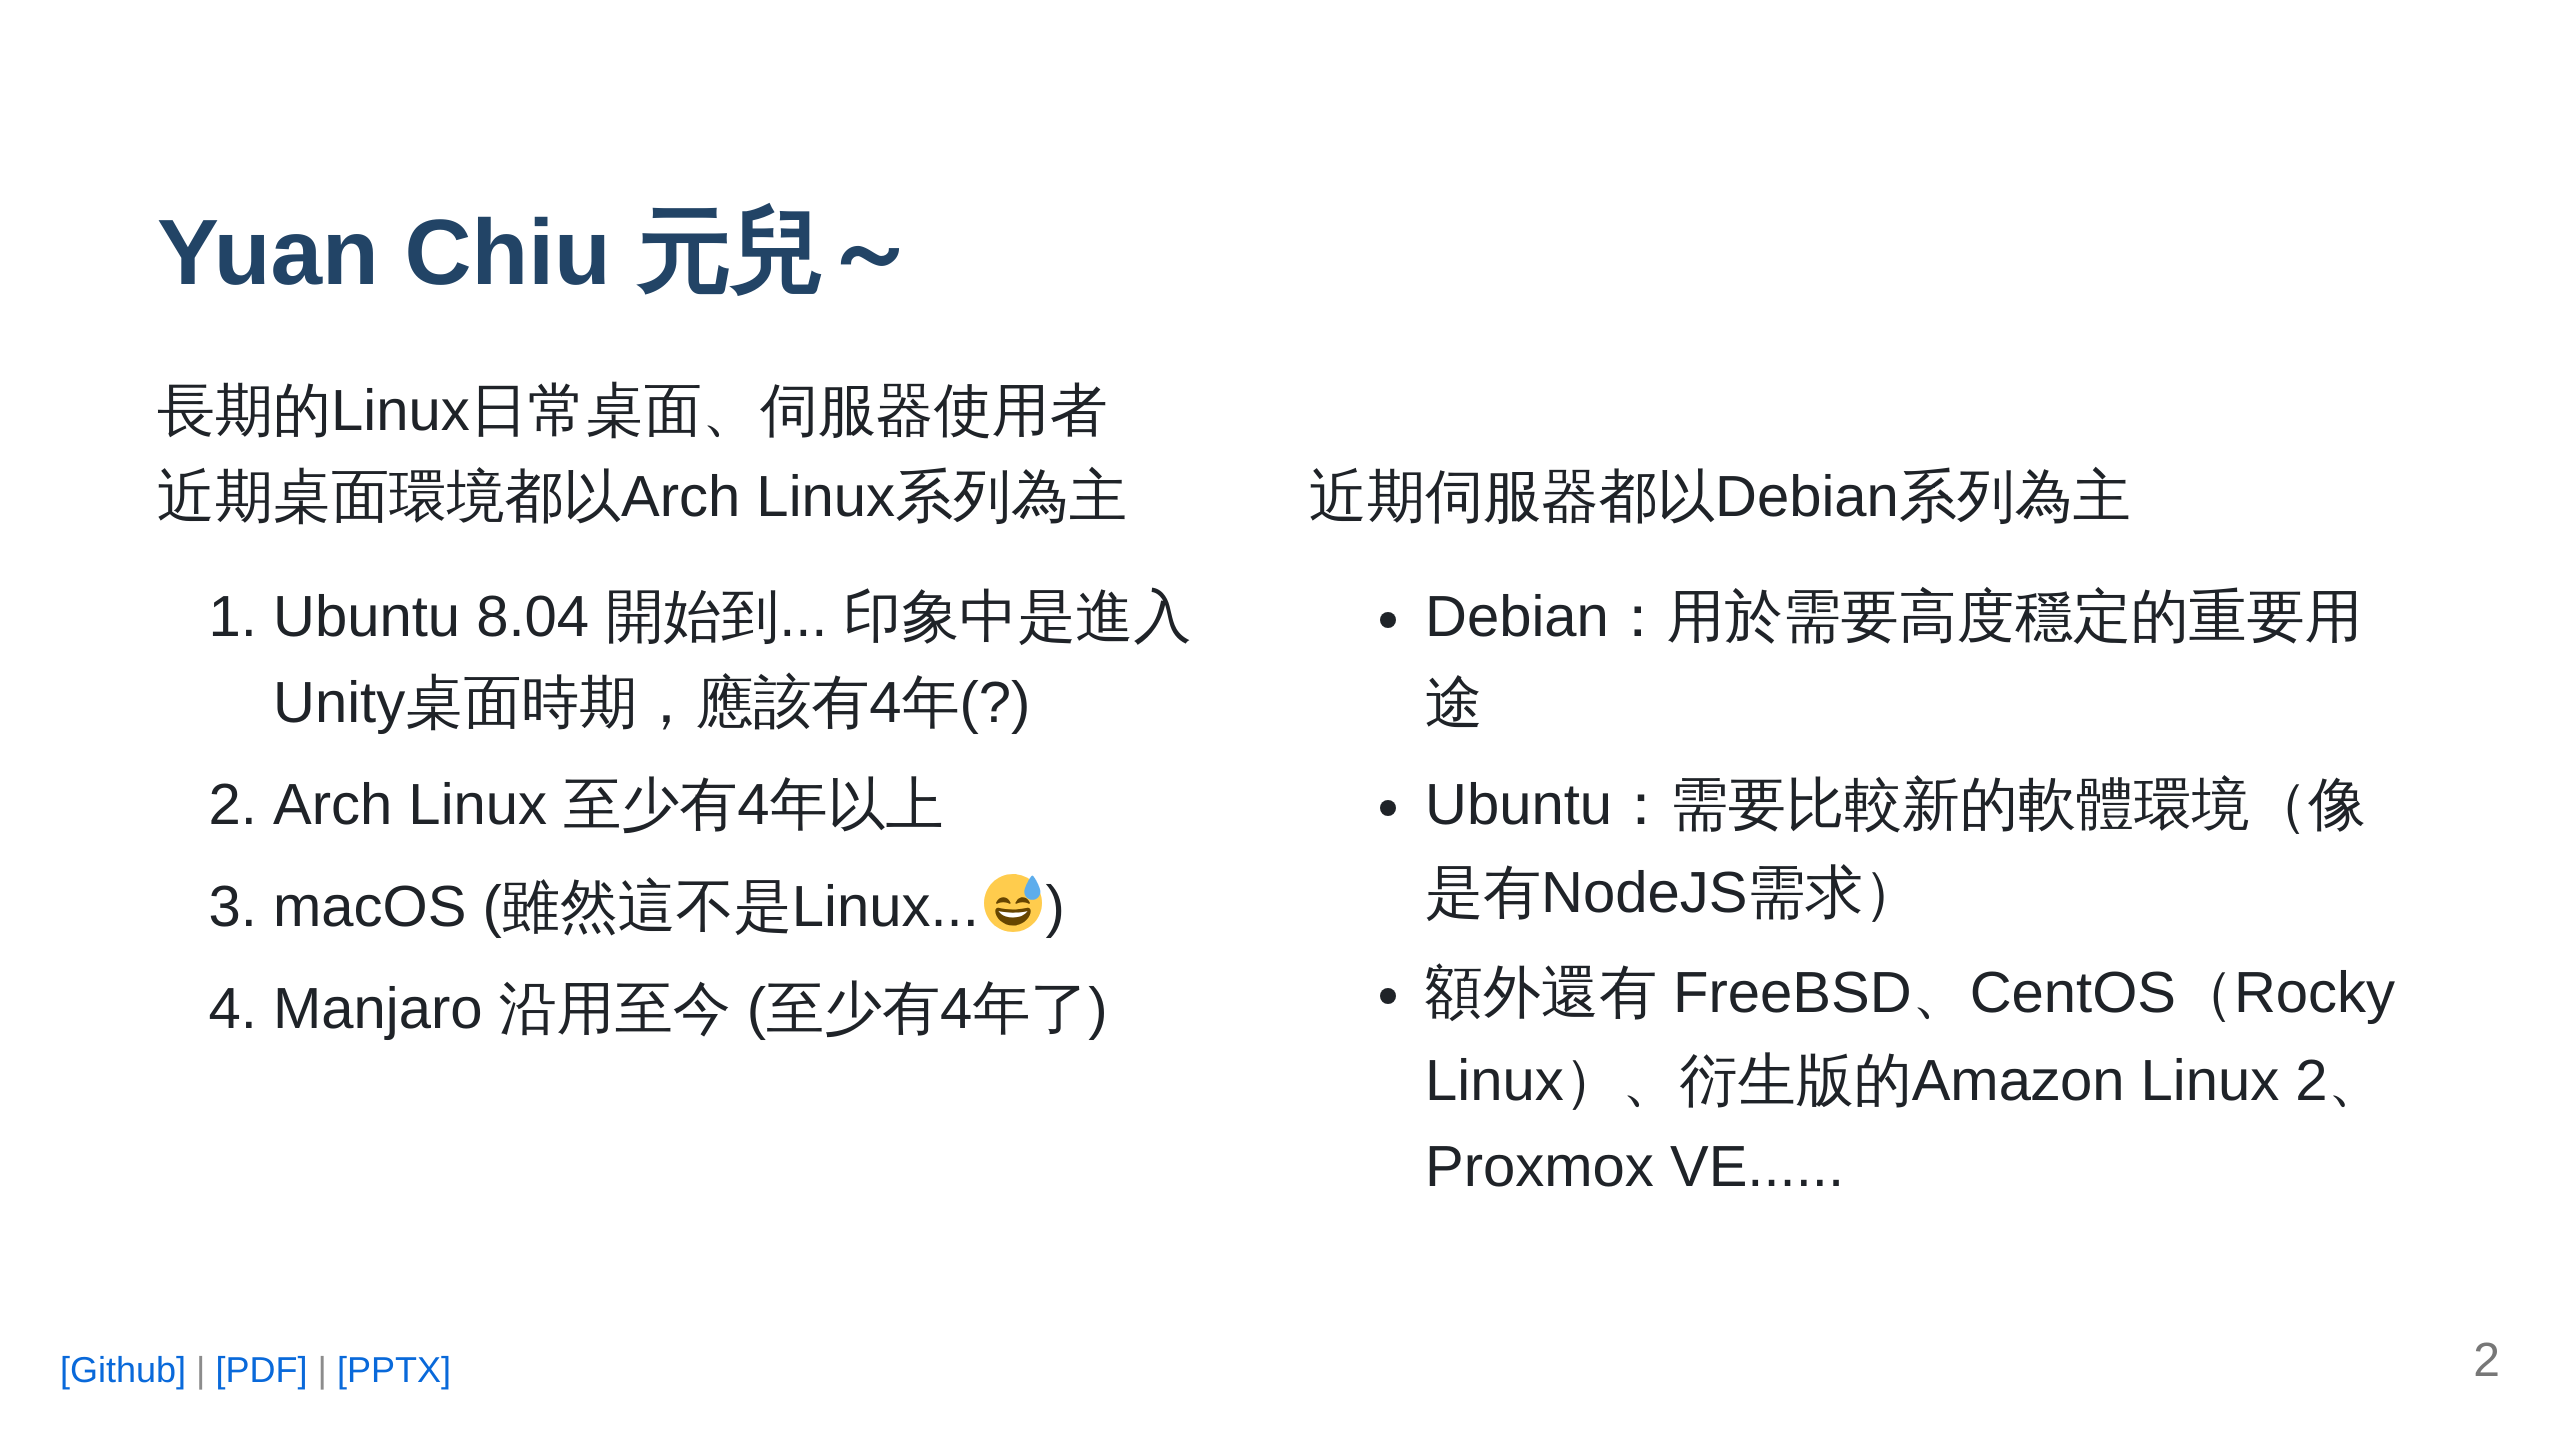 Yuan Chiu 元兒～
長期的Linux日常桌面、伺服器使用者
近期桌面環境都以Arch Linux系列為主
1. Ubuntu 8.04 開始到... 印象中是進入
Unity桌面時期，應該有4年(?)
2. Arch Linux 至少有4年以上
3. macOS (雖然這不是Linux...😅)
4. Manjaro 沿用至今 (至少有4年了)
近期伺服器都以Debian系列為主
• Debian：用於需要高度穩定的重要用
途
• Ubuntu：需要比較新的軟體環境（像
是有NodeJS需求）
• 額外還有 FreeBSD、CentOS（Rocky
Linux）、衍生版的Amazon Linux 2、
Proxmox VE......
[Github] | [PDF] | [PPTX]
2